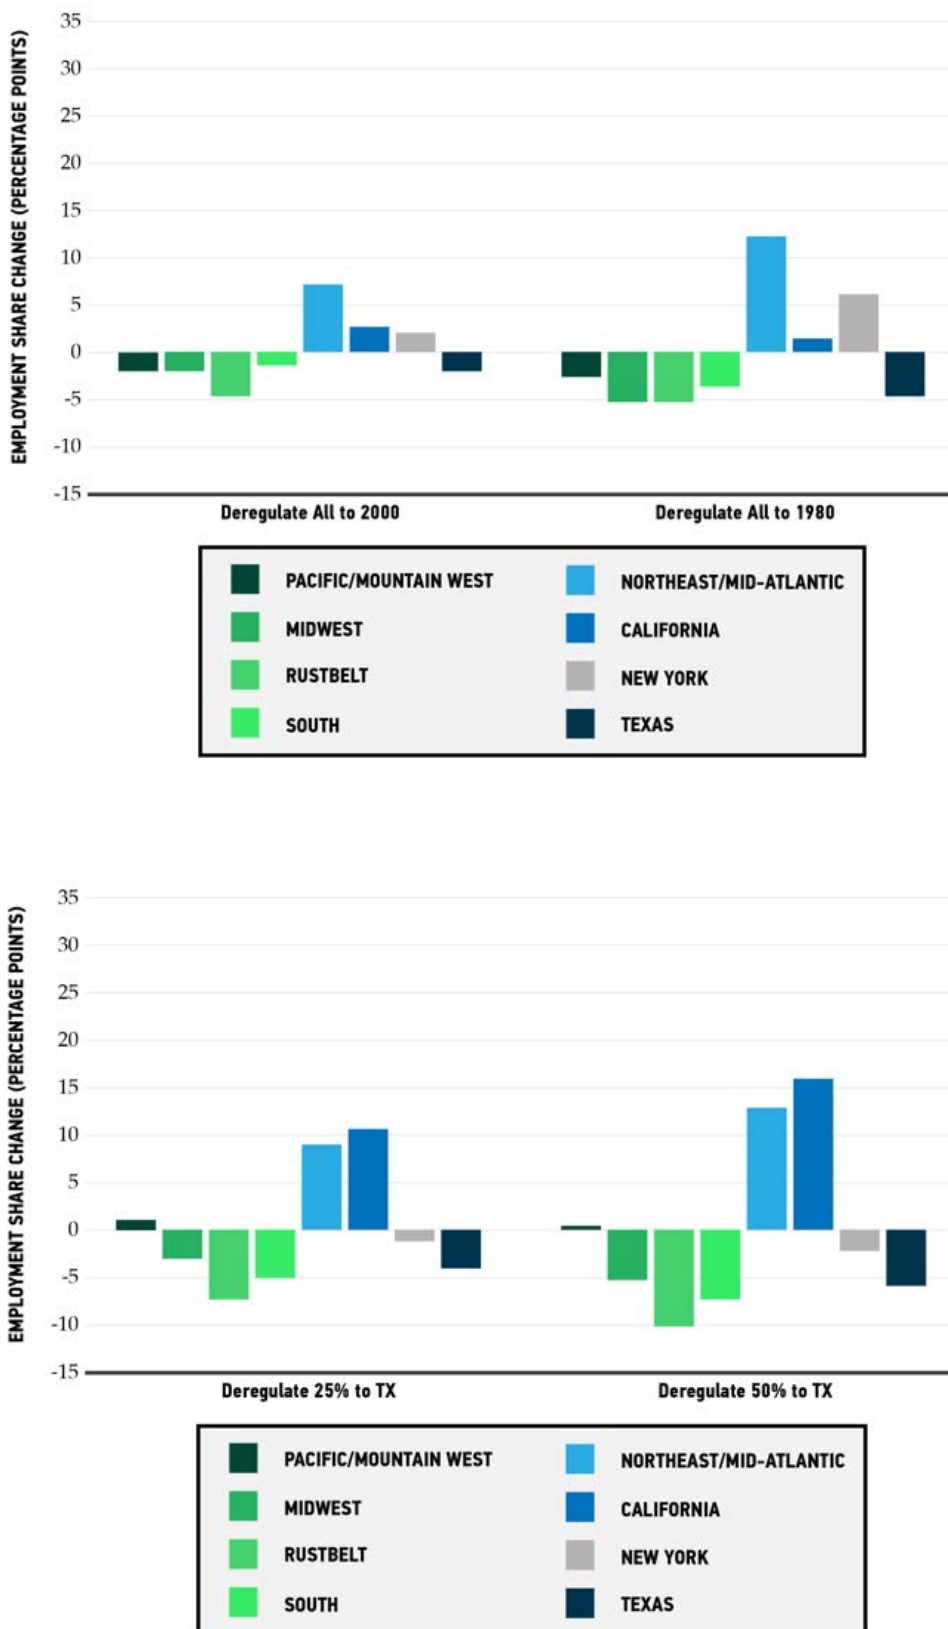 EMPLOYMENT SHARE CHANGE (PERCENTAGE POINTS)
35
30
25
20
15
10
5
0
-5
-10
-15
Deregulate All to 2000
Deregulate All to 1980
PACIFIC/MOUNTAIN WEST
NORTHEAST/MID-ATLANTIC
MIDWEST
CALIFORNIA
RUSTBELT
NEW YORK
SOUTH
TEXAS
EMPLOYMENT SHARE CHANGE (PERCENTAGE POINTS)
35
30
25
20
15
10
5
0
-5
-10
-15
Deregulate 25% to TX
Deregulate 50% to TX
PACIFIC/MOUNTAIN WEST
NORTHEAST/MID-ATLANTIC
MIDWEST
CALIFORNIA
RUSTBELT
NEW YORK
SOUTH
TEXAS